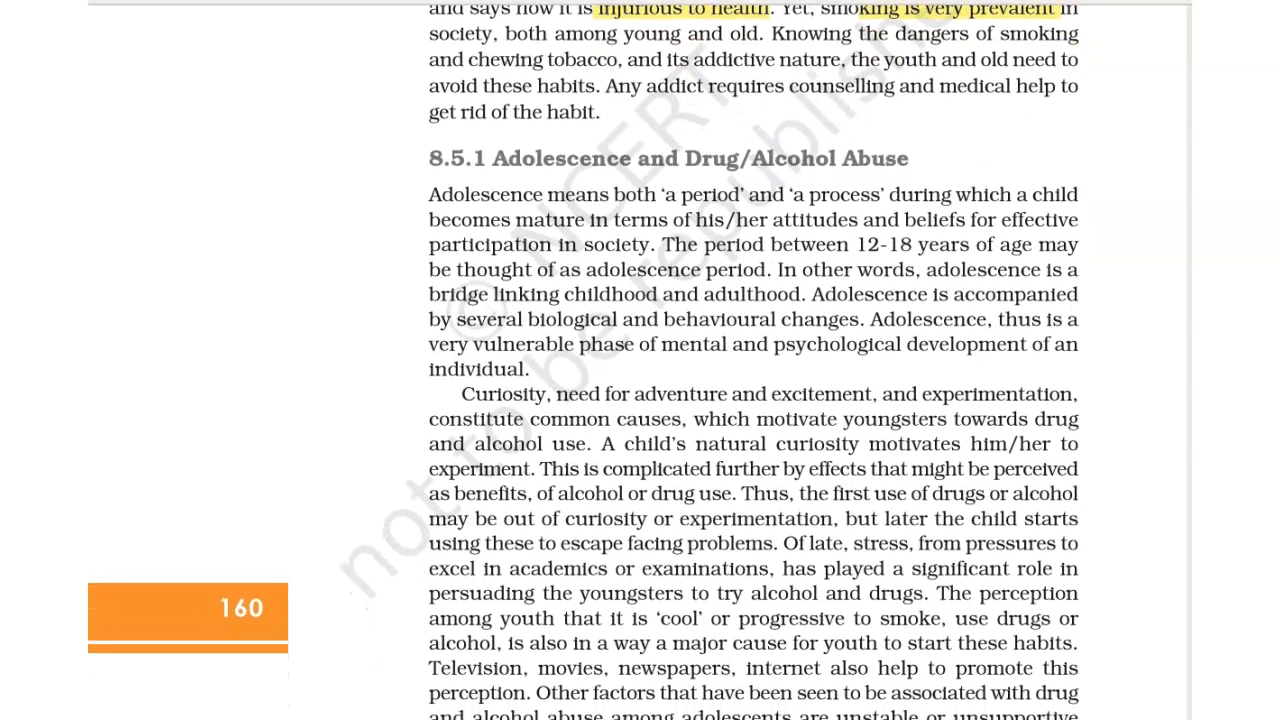 and says how it is injurious to health. Yet, smoking is very prevalent in
society, both among young and old. Knowing the dangers of smoking
and chewing tobacco, and its addictive nature, the youth and old need to
avoid these habits. Any addict requires counselling and medical help to
get rid of the habit.
8.5.1 Adolescence and Drug/Alcohol Abuse
Adolescence means both ‘a period’ and ‘a process’ during which a child
becomes mature in terms of his/her attitudes and beliefs for effective
participation in society. The period between 12-18 years of age may
be thought of as adolescence period. In other words, adolescence is a
bridge linking childhood and adulthood. Adolescence is accompanied
by several biological and behavioural changes. Adolescence, thus is a
very vulnerable phase of mental and psychological development of an
individual.
Curiosity, need for adventure and excitement, and experimentation,
constitute common causes, which motivate youngsters towards drug
and alcohol use. A child’s natural curiosity motivates him/her to
experiment. This is complicated further by effects that might be perceived
as benefits, of alcohol or drug use. Thus, the first use of drugs or alcohol
may be out of curiosity or experimentation, but later the child starts
using these to escape facing problems. Of late, stress, from pressures to
excel in academics or examinations, has played a significant role in
persuading the youngsters to try alcohol and drugs. The perception
among youth that it is ‘cool’ or progressive to smoke, use drugs or
alcohol, is also in a way a major cause for youth to start these habits.
Television, movies, newspapers, internet also help to promote this
perception. Other factors that have been seen to be associated with drug
and alcohol abuse among adolescents are unstable or unsupportive
160
© NCERT
not to be republished